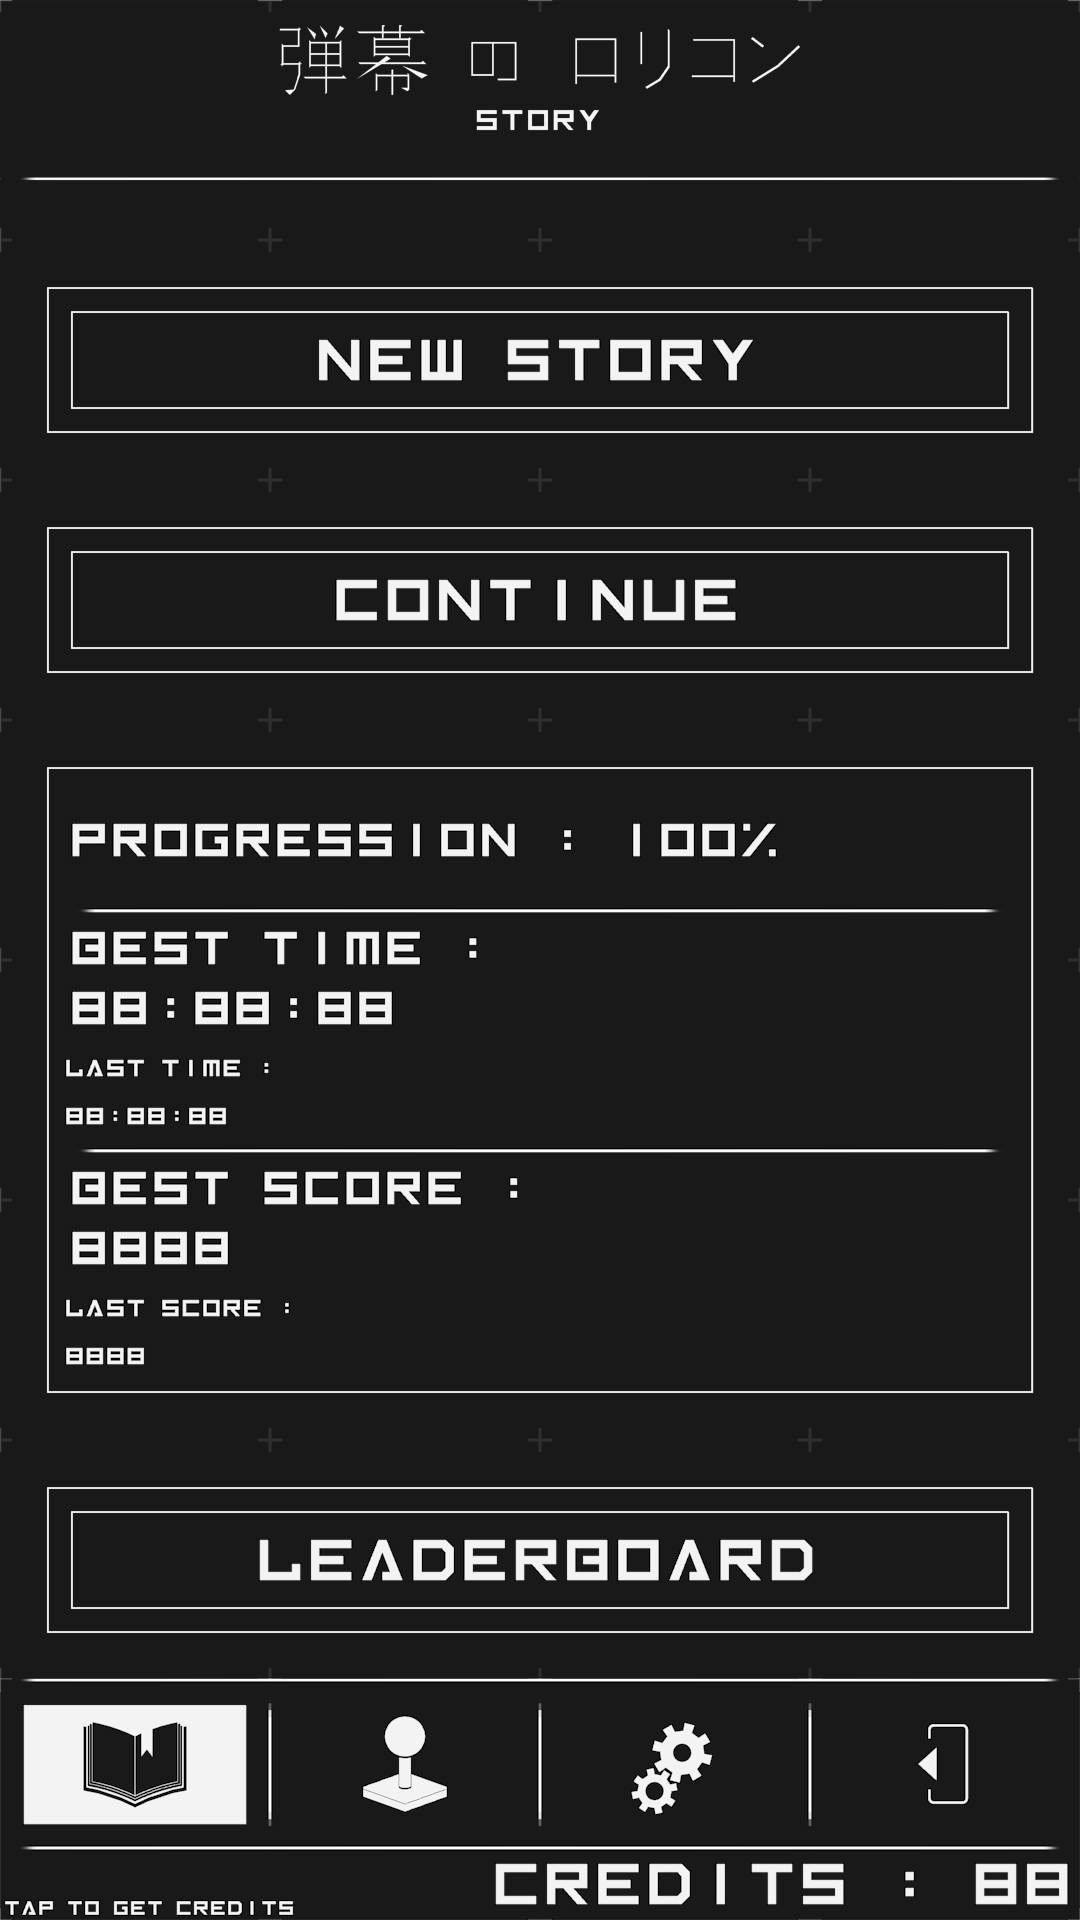 弾幕 の ロリコン
STORY
NEW STORY
CONTINUE
PROGRESSION : 100%
BEST TIME :
88:88:88
LAST TIME :
88:88:88
BEST SCORE :
8888
LAST SCORE :
8888
LEADERBOARD
CREDITS : 88
TAP TO GET CREDITS